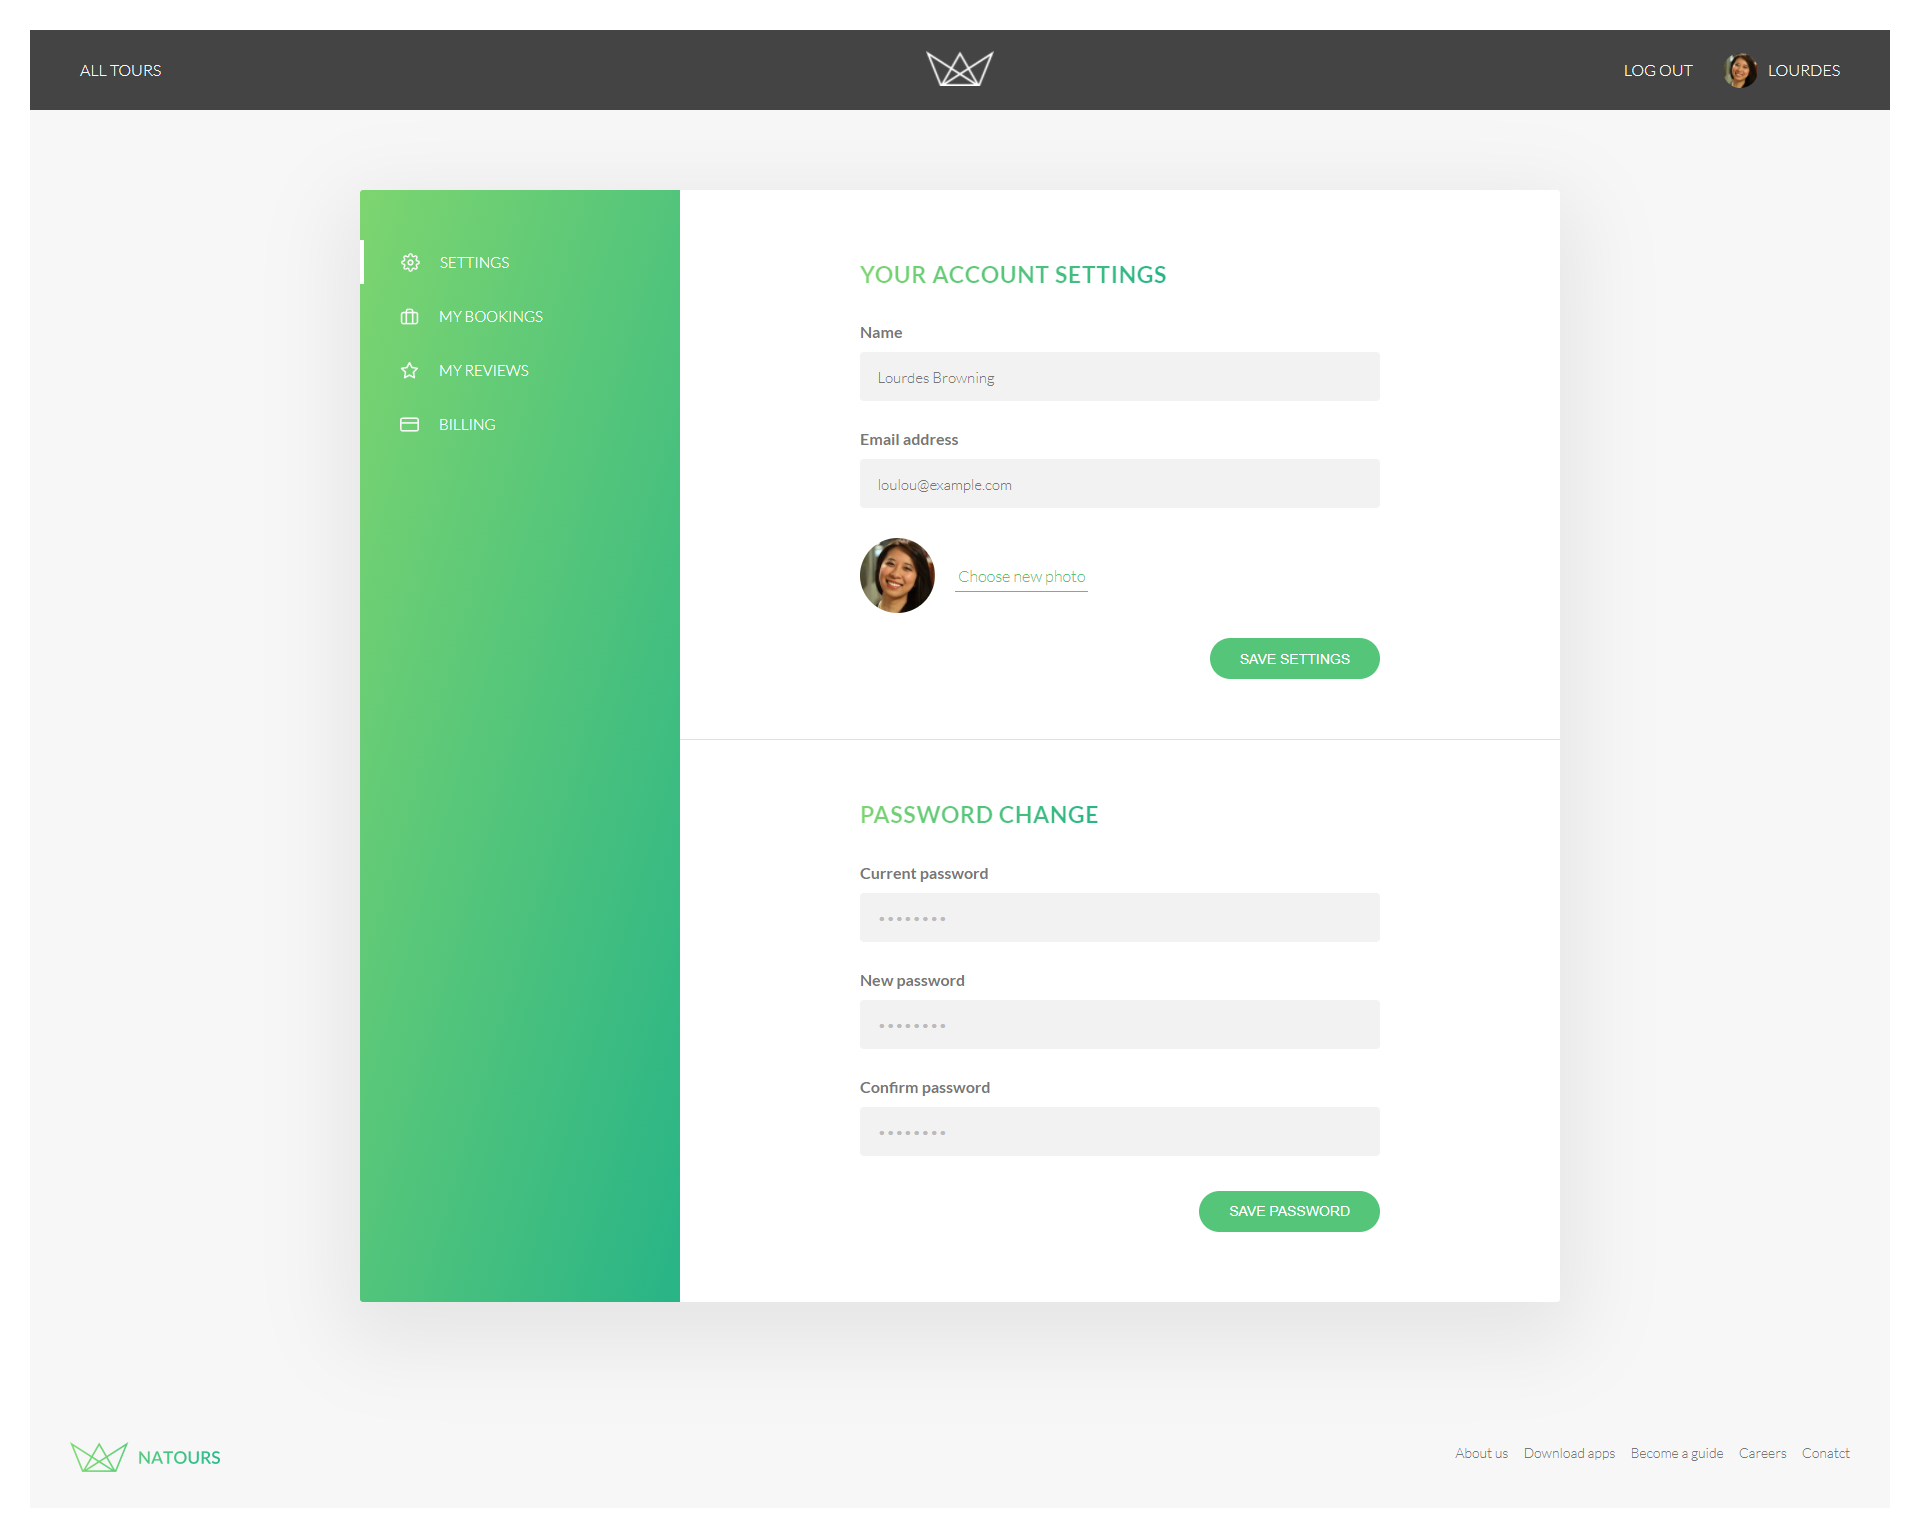 ALL TOURS
LOG OUT
LOURDES
SETTINGS
MY BOOKINGS
MY REVIEWS
BILLING
YOUR ACCOUNT SETTINGS
Name
Lourdes Browning
Email address
loulou@example.com
Choose new photo
SAVE SETTINGS
PASSWORD CHANGE
Current password
••••••••
New password
••••••••
Confirm password
••••••••
SAVE PASSWORD
NATOURS
About us Download apps Become a guide Careers Conatct